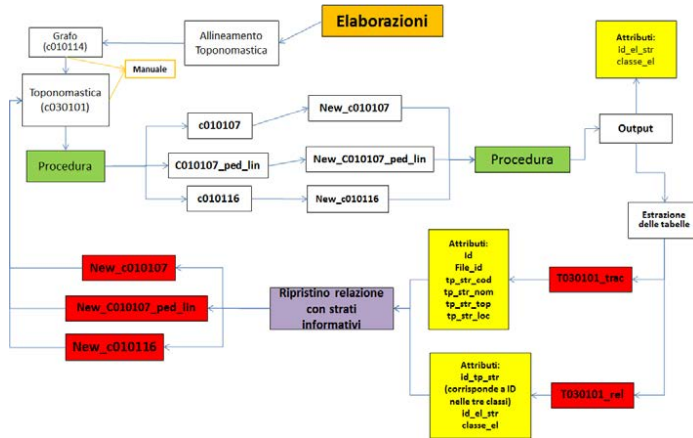 Elaborazioni
Allineamento
Toponomastica
Grafo
(c010114)
Manuale
Toponomastica
(c030101)
Procedura
c010107
C010107_ped_lin
c010116
New_c010107
New_C010107_ped_lin
New_c010116
Procedura
Output
Attributi:
Id_el_str
classe_el
Estrazione
delle tabelle
T030101_trac
T030101_rel
Attributi:
Id
File_id
tp_str_cod
tp_str_nom
tp_str_top
tp_str_loc
Attributi:
id_tp_str
(corrisponde a ID
nelle tre classi)
id_el_str
classe_el
Ripristino relazione
con strati
informativi
New_c010107
New_C010107_ped_lin
New_c010116